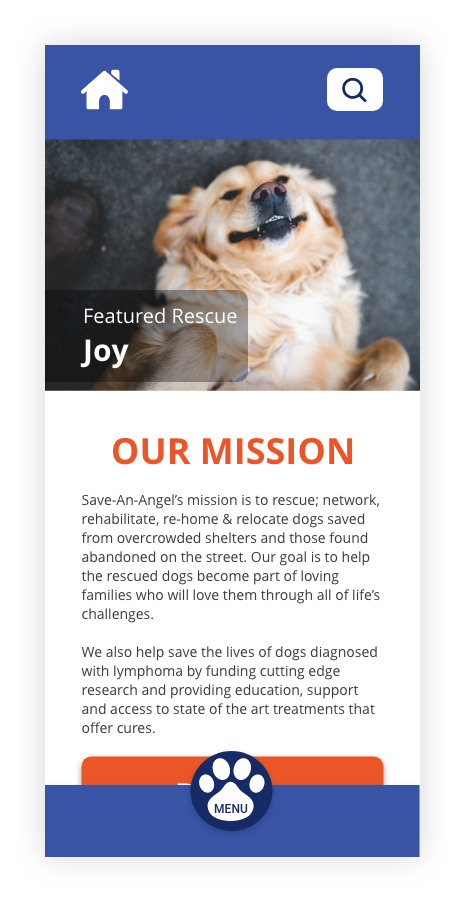 Featured Rescue
Joy
OUR MISSION
Save-An-Angel’s mission is to rescue; network,
rehabilitate, re-home & relocate dogs saved
from overcrowded shelters and those found
abandoned on the street. Our goal is to help
the rescued dogs become part of loving
families who will love them through all of life’s
challenges.
We also help save the lives of dogs diagnosed
with lymphoma by funding cutting edge
research and providing education, support
and access to state of the art treatments that
offer cures.
MENU